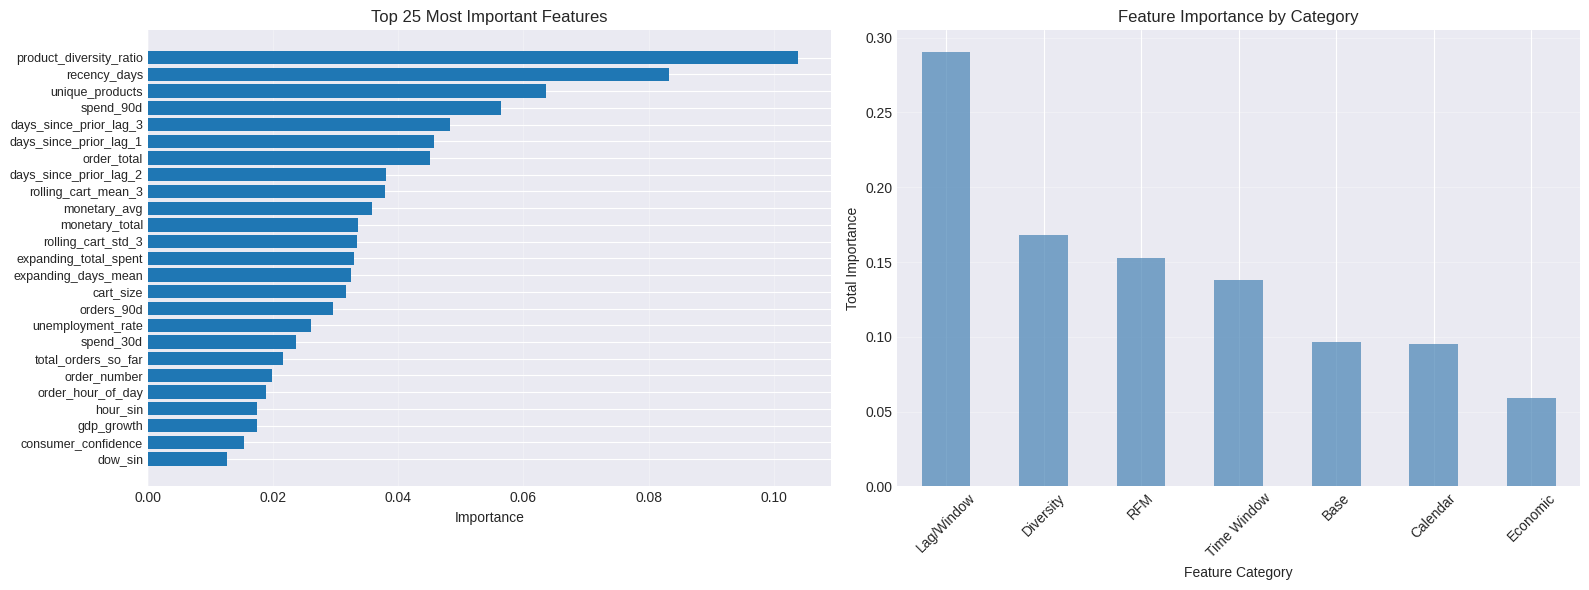 Top 25 Most Important Features
product_diversity_ratio
recency_days
unique_products
spend_90d
days_since_prior_lag_3
days_since_prior_lag_1
order_total
days_since_prior_lag_2
rolling_cart_mean_3
monetary_avg
monetary_total
rolling_cart_std_3
expanding_total_spent
expanding_days_mean
cart_size
orders_90d
unemployment_rate
spend_30d
total_orders_so_far
order_number
order_hour_of_day
hour_sin
gdp_growth
consumer_confidence
dow_sin
0.00 0.02 0.04 0.06 0.08 0.10
Importance
Feature Importance by Category
Total Importance
0.30
0.25
0.20
0.15
0.10
0.05
0.00
Lag/Window Diversity RFM Time Window Base Calendar Economic
Feature Category